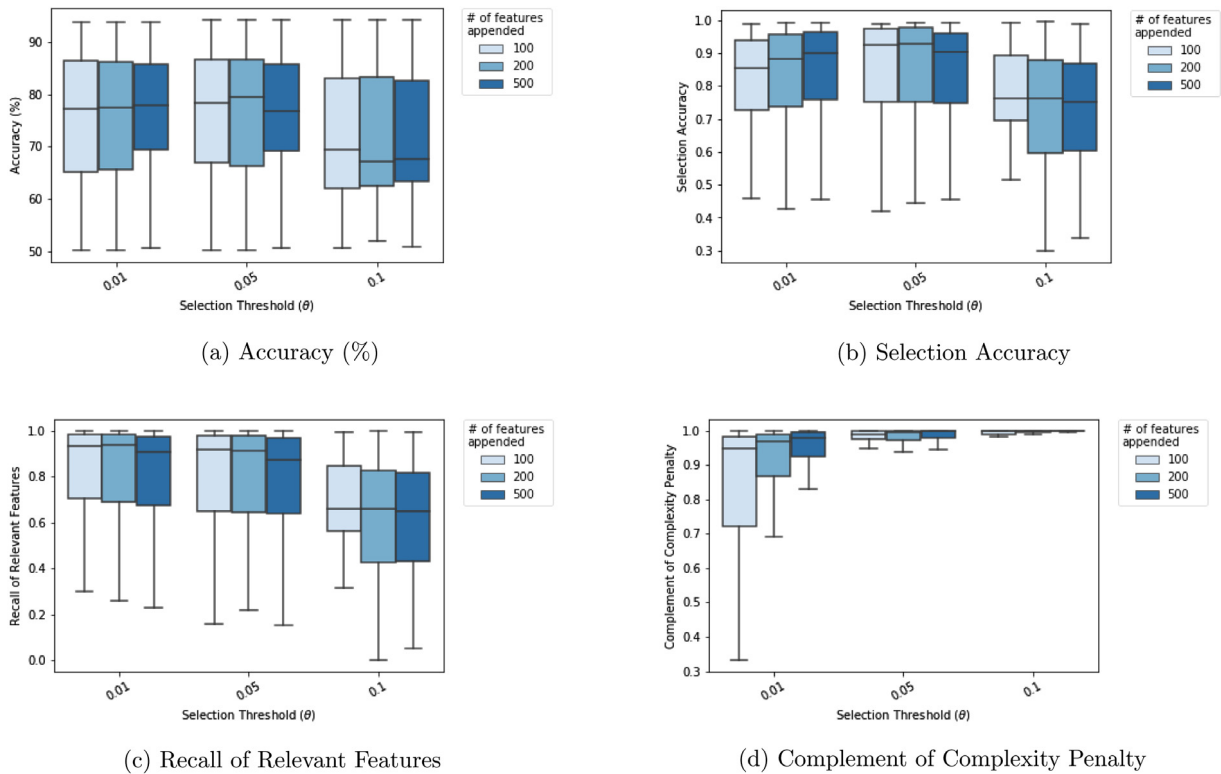 # of features
appended
100
200
500
Accuracy (%)
90
80
70
60
50
0.01
0.05
0.1
Selection Threshold (θ)
(a) Accuracy (%)
# of features
appended
100
200
500
Selection Accuracy
1.0
0.9
0.8
0.7
0.6
0.5
0.4
0.3
0.01
0.05
0.1
Selection Threshold (θ)
(b) Selection Accuracy
# of features
appended
100
200
500
Recall of Relevant Features
1.0
0.8
0.6
0.4
0.2
0.0
0.01
0.05
0.1
Selection Threshold (θ)
(c) Recall of Relevant Features
# of features
appended
100
200
500
Complement of Complexity Penalty
1.0
0.9
0.8
0.7
0.6
0.5
0.4
0.3
0.01
0.05
0.1
Selection Threshold (θ)
(d) Complement of Complexity Penalty